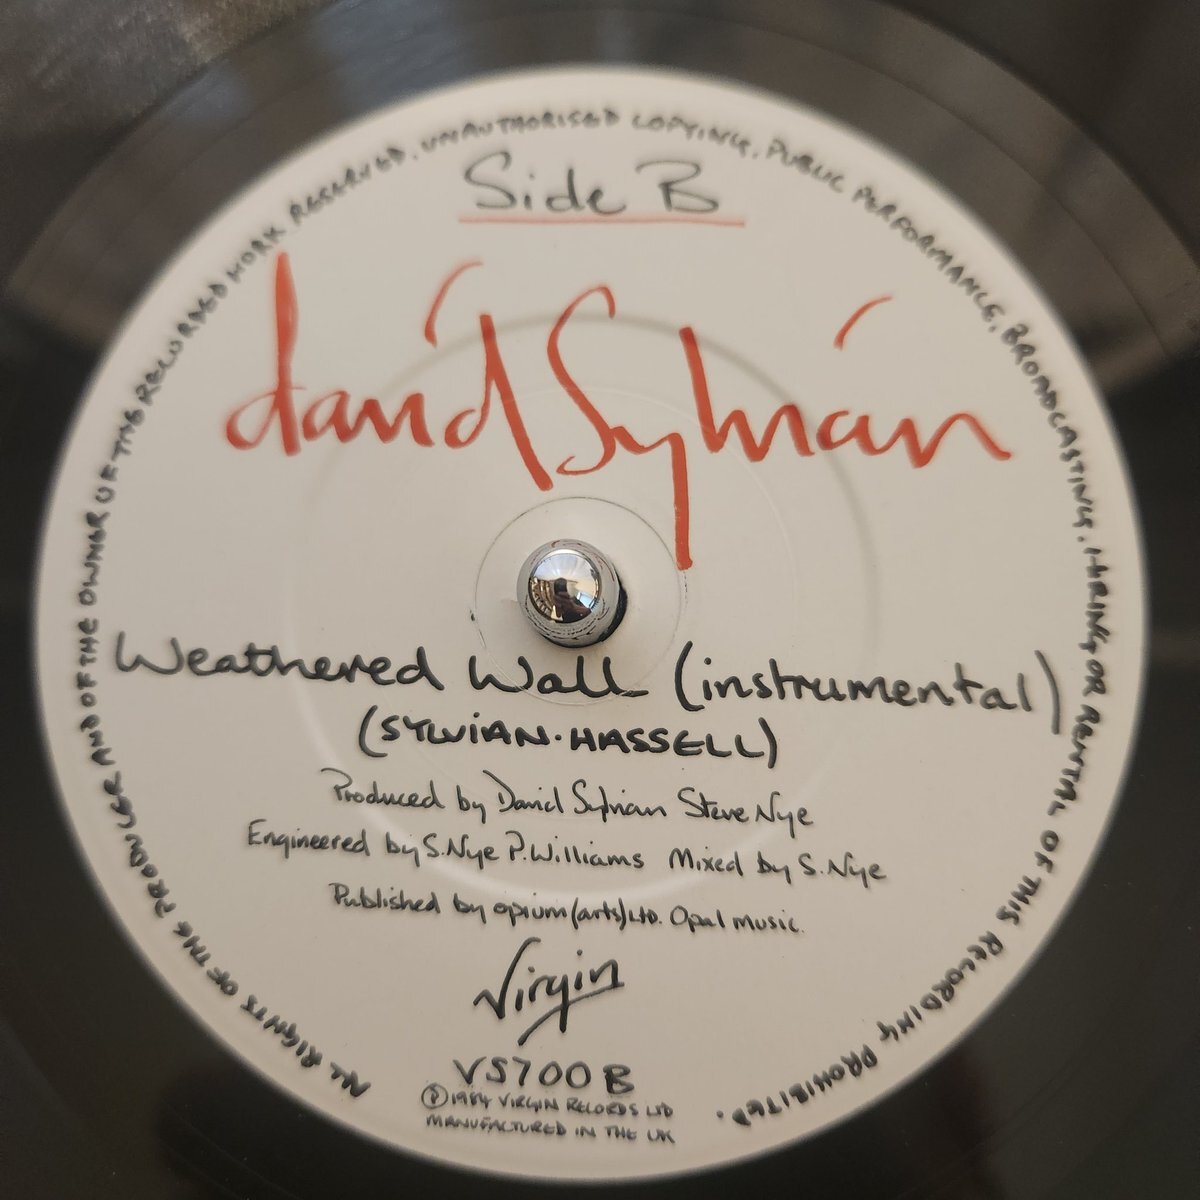 ALL RIGHTS OF THE PRODUCER AND OF THE OWNER OF THE RECORDED WORK RESERVED. UNAUTHORISED COPYING, PUBLIC PERFORMANCE, BROADCASTING, HIRING OR RENTAL OF THIS RECORDING PROHIBITED.
Side B
david Sylvian
Weathered Wall (instrumental)
(SYLVIAN·HASSELL)
Produced by David Sylvian Steve Nye
Engineered by S.Nye P.Williams Mixed by S.Nye
Published by opium(arts)LTD. Opal Music.
Virgin
VS700 B
℗1984 VIRGIN RECORDS LTD
MANUFACTURED IN THE UK